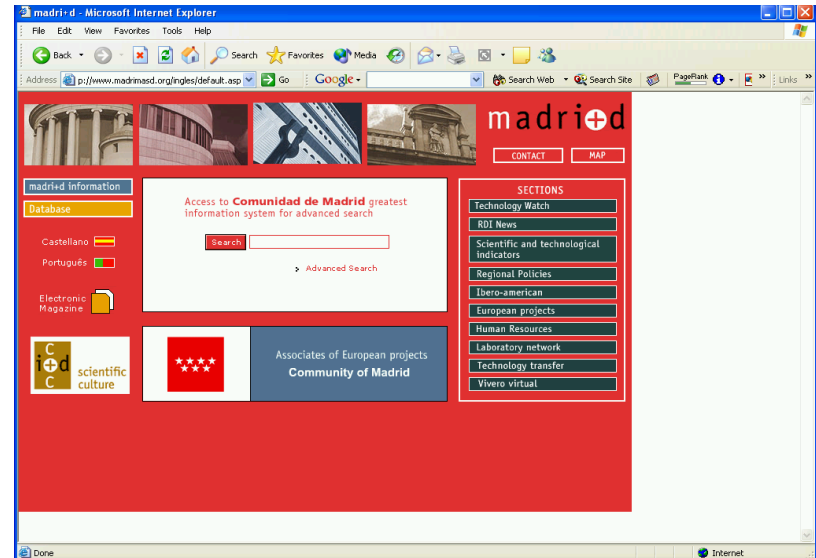 madri+d - Microsoft Internet Explorer
File Edit View Favorites Tools Help
Back Search Favorites Media
Address p://www.madrimasd.org/ingles/default.asp Go Google Search Web Search Site PageRank Links
madri+d
CONTACT MAP
madri+d information
Database
Castellano
Português
Electronic
Magazine
Access to Comunidad de Madrid greatest
information system for advanced search
Search
Advanced Search
SECTIONS
Technology Watch
RDI News
Scientific and technological
indicators
Regional Policies
Ibero-american
European projects
Human Resources
Laboratory network
Technology transfer
Vivero virtual
C
i+d
C
scientific
culture
Associates of European projects
Community of Madrid
Done Internet